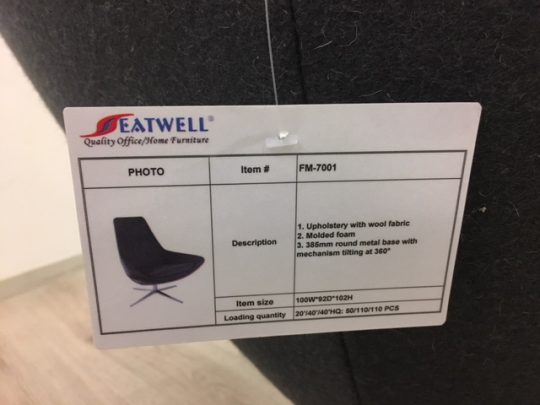 SEATWELL®
Quality Office/Home Furniture
PHOTO
Item #
FM-7001
Description
1. Upholstery with wool fabric
2. Molded foam
3. 385mm round metal base with
mechanism tilting at 360°
Item size
100W*92D*102H
Loading quantity
20'/40'/40'HQ: 50/110/110 PCS